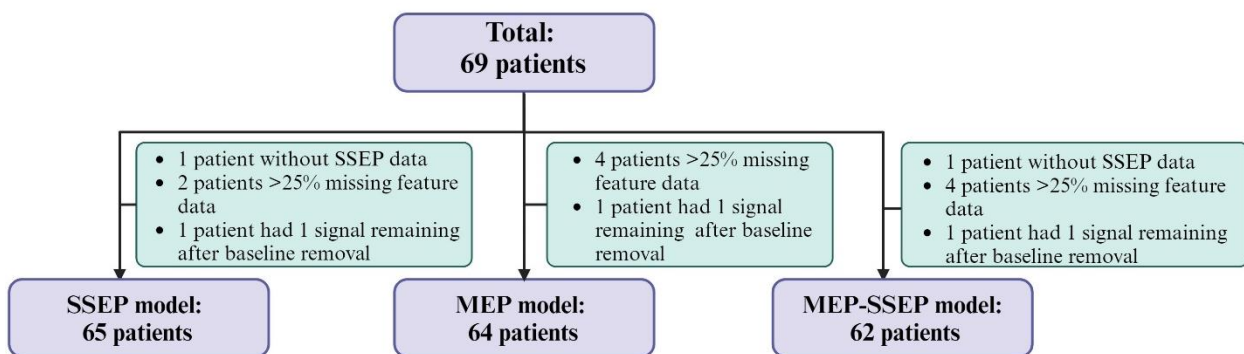 Total:
69 patients
• 1 patient without SSEP data
• 2 patients >25% missing feature
data
• 1 patient had 1 signal remaining
after baseline removal
• 4 patients >25% missing
feature data
• 1 patient had 1 signal
remaining after baseline
removal
• 1 patient without SSEP data
• 4 patients >25% missing feature
data
• 1 patient had 1 signal remaining
after baseline removal
SSEP model:
65 patients
MEP model:
64 patients
MEP-SSEP model:
62 patients